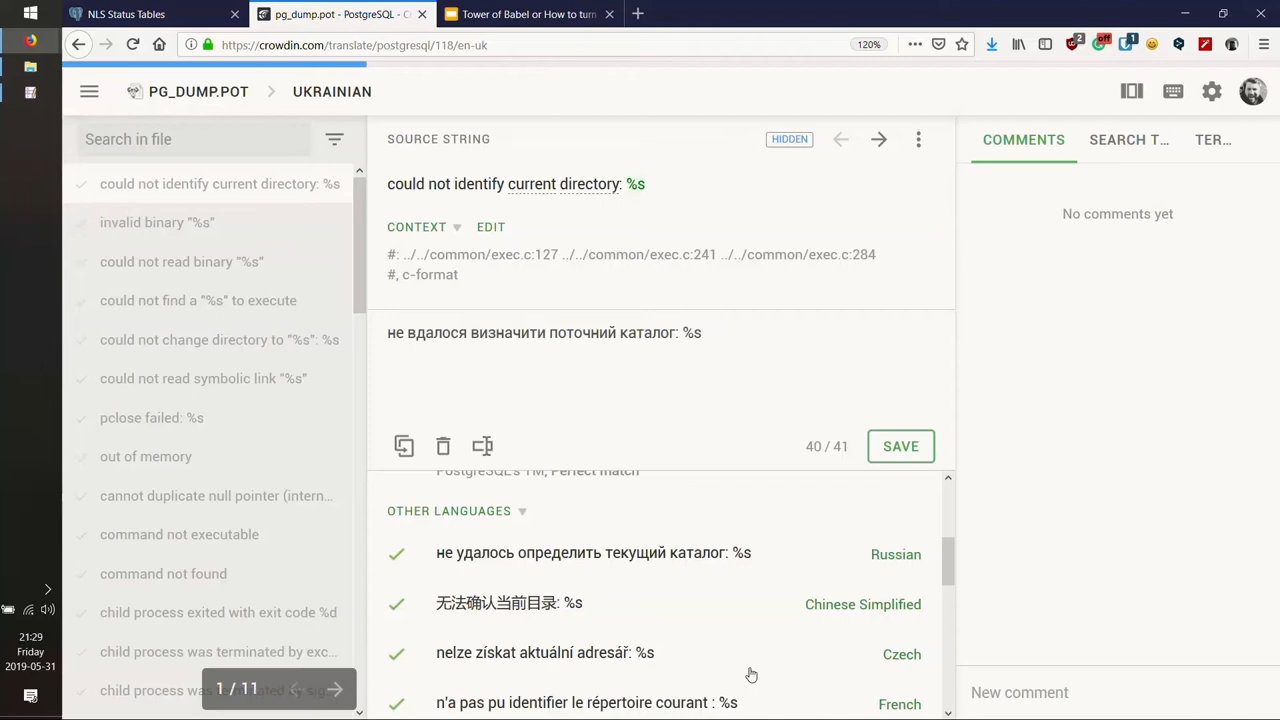 NLS Status Tables
pg_dump.pot - PostgreSQL - C
Tower of Babel or How to turn
https://crowdin.com/translate/postgresql/118/en-uk
120%
2
off
1
PG_DUMP.POT
UKRAINIAN
Search in file
could not identify current directory: %s
invalid binary "%s"
could not read binary "%s"
could not find a "%s" to execute
could not change directory to "%s": %s
could not read symbolic link "%s"
pclose failed: %s
out of memory
cannot duplicate null pointer (intern...
command not executable
command not found
child process exited with exit code %d
child process was terminated by exc...
child process was
1 / 11
SOURCE STRING
HIDDEN
could not identify current directory: %s
CONTEXT
EDIT
#: ../../common/exec.c:127 ../../common/exec.c:241 ../../common/exec.c:284
#, c-format
не вдалося визначити поточний каталог: %s
40 / 41
SAVE
PostgreSQL's TM, Perfect match
OTHER LANGUAGES
не удалось определить текущий каталог: %s
Russian
无法确认当前目录: %s
Chinese Simplified
nelze získat aktuální adresář: %s
Czech
n'a pas pu identifier le répertoire courant : %s
French
COMMENTS
SEARCH T...
TER...
No comments yet
New comment
21:29
Friday
2019-05-31